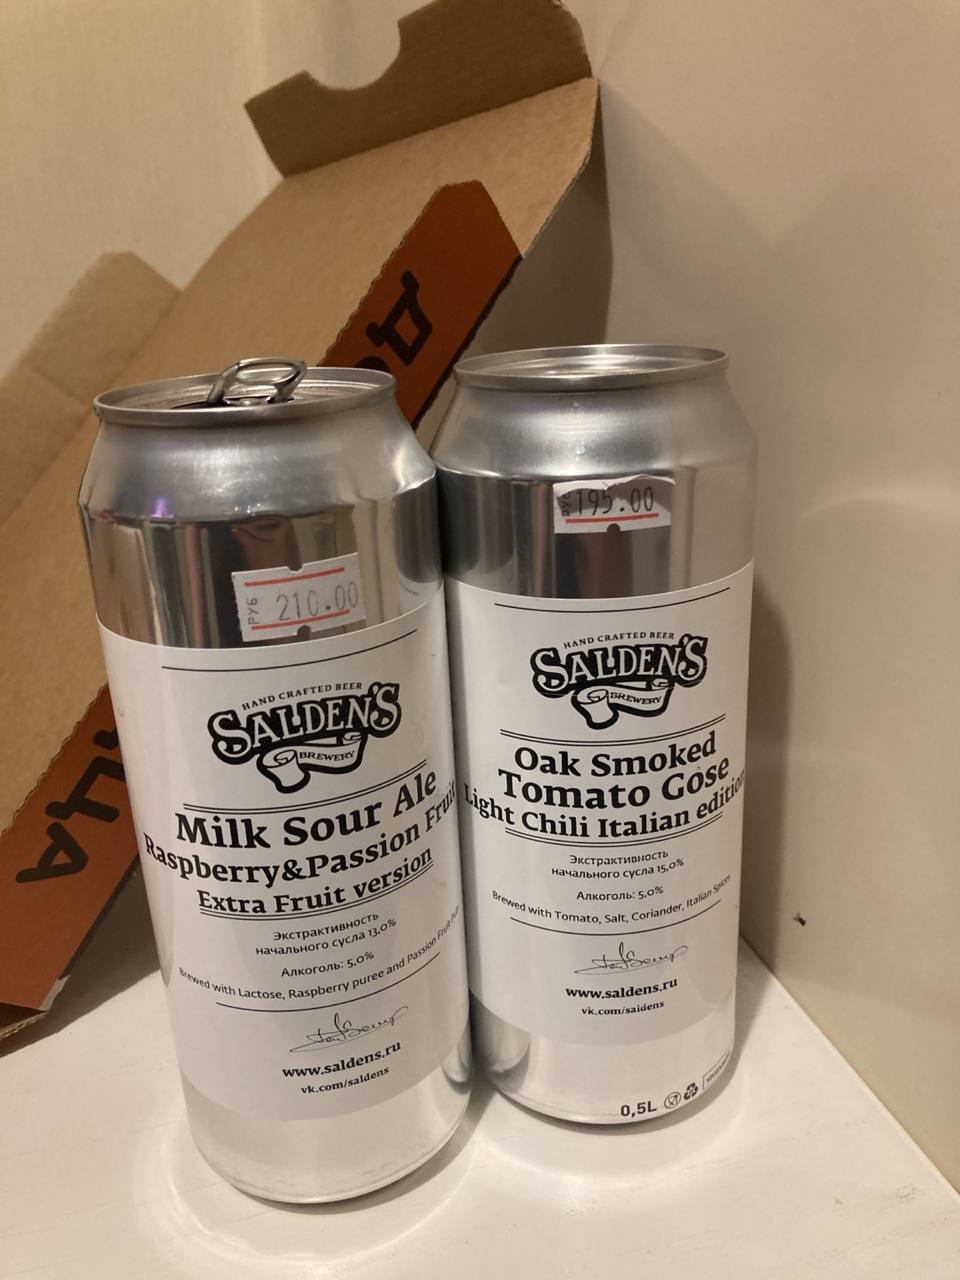 РУБ 210.00
HAND CRAFTED BEER
SALDEN'S
BREWERY
Milk Sour Ale
Raspberry&Passion Fruit
Extra Fruit version
Экстрактивность
начального сусла 13,0%
Алкоголь: 5,0%
Brewed with Lactose, Raspberry puree and Passion Fruit
www.saldens.ru
vk.com/saldens
РУБ 195.00
HAND CRAFTED BEER
SALDEN'S
BREWERY
Oak Smoked
Tomato Gose
Light Chili Italian edition
Экстрактивность
начального сусла 15,0%
Алкоголь: 5,0%
Brewed with Tomato, Salt, Coriander, Italian Spices
www.saldens.ru
vk.com/saldens
0,5L